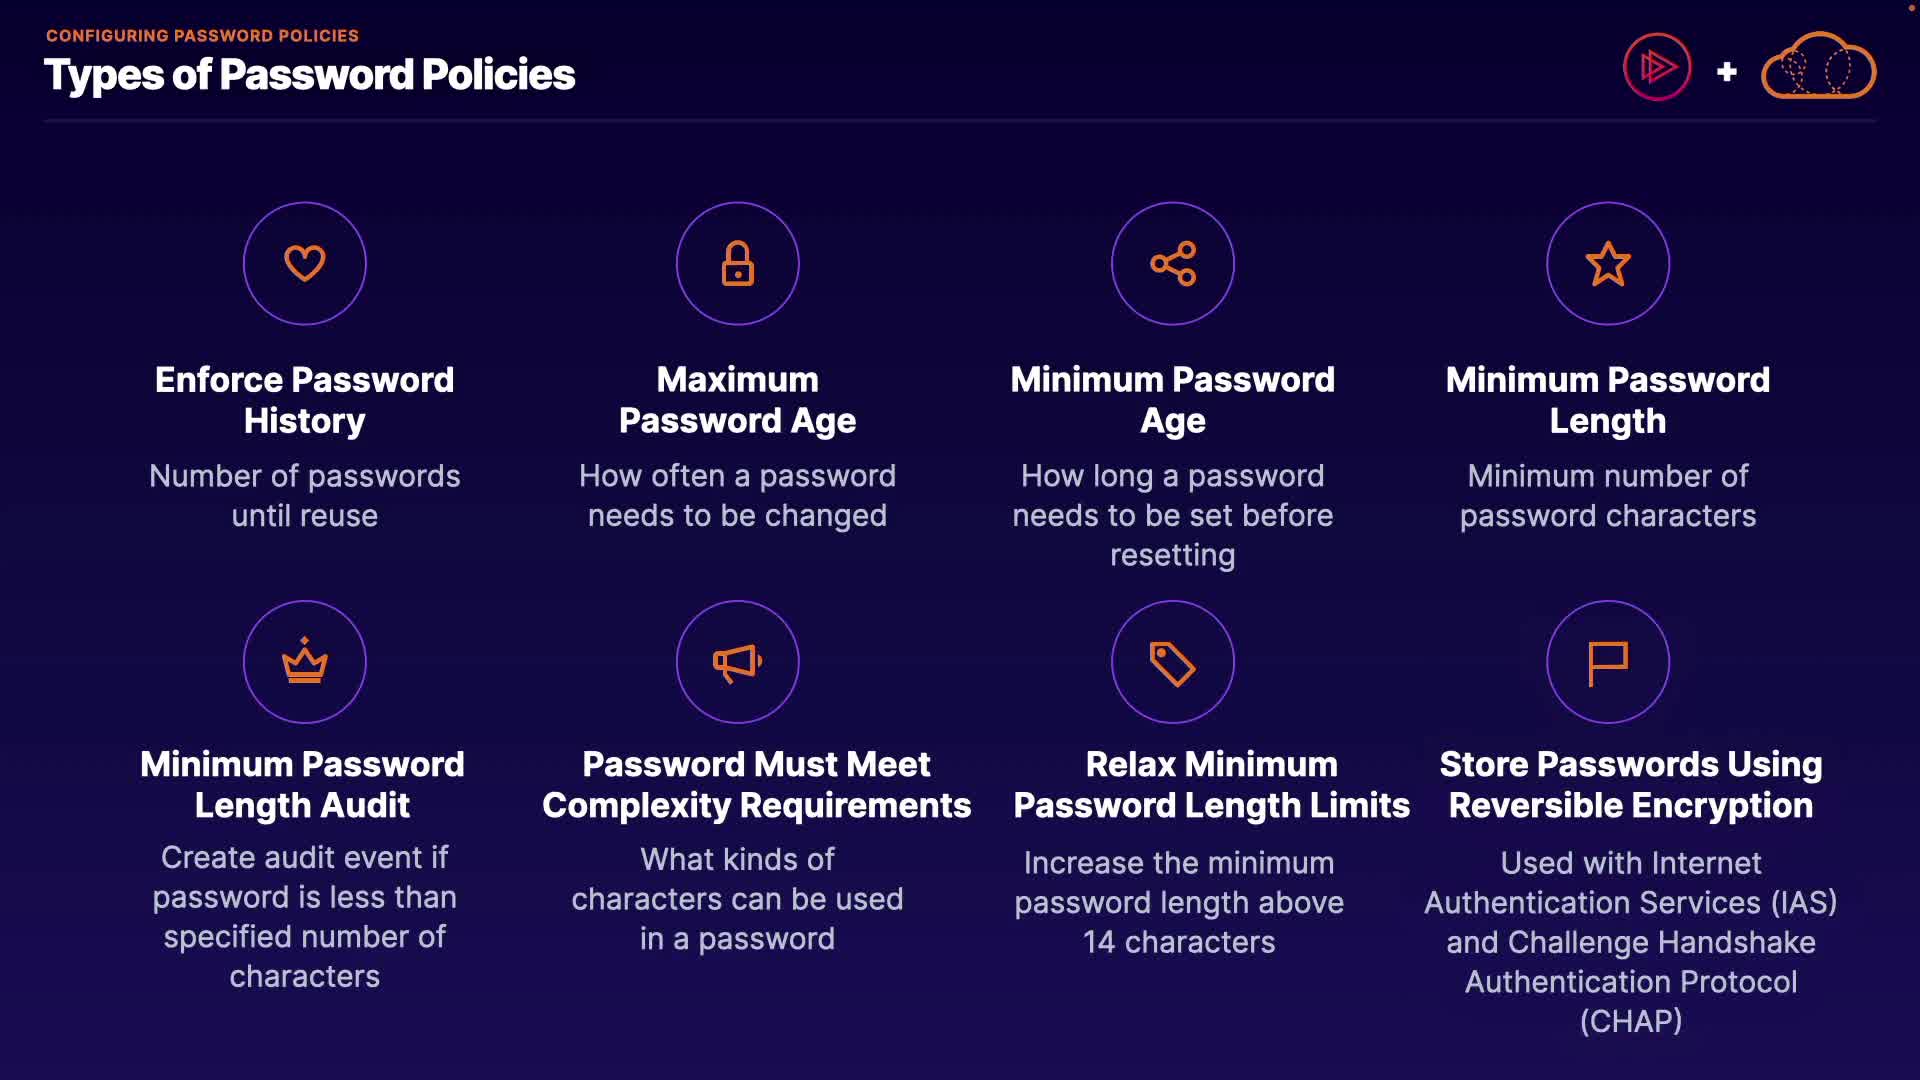 CONFIGURING PASSWORD POLICIES
Types of Password Policies
Enforce Password
History
Number of passwords
until reuse
Maximum
Password Age
How often a password
needs to be changed
Minimum Password
Age
How long a password
needs to be set before
resetting
Minimum Password
Length
Minimum number of
password characters
Minimum Password
Length Audit
Create audit event if
password is less than
specified number of
characters
Password Must Meet
Complexity Requirements
What kinds of
characters can be used
in a password
Relax Minimum
Password Length Limits
Increase the minimum
password length above
14 characters
Store Passwords Using
Reversible Encryption
Used with Internet
Authentication Services (IAS)
and Challenge Handshake
Authentication Protocol
(CHAP)